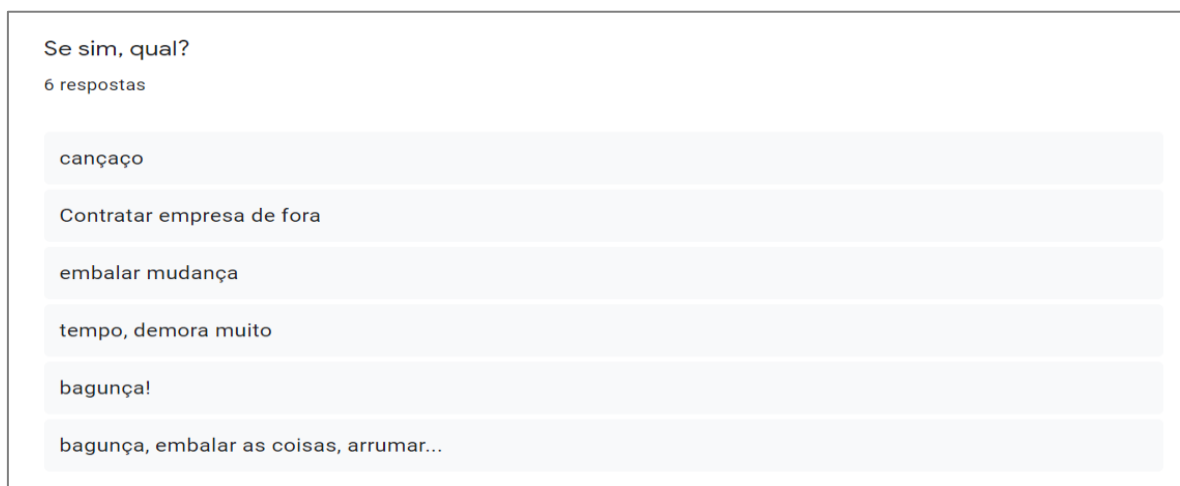 Se sim, qual?
6 respostas
cançaço
Contratar empresa de fora
embalar mudança
tempo, demora muito
bagunça!
bagunça, embalar as coisas, arrumar...